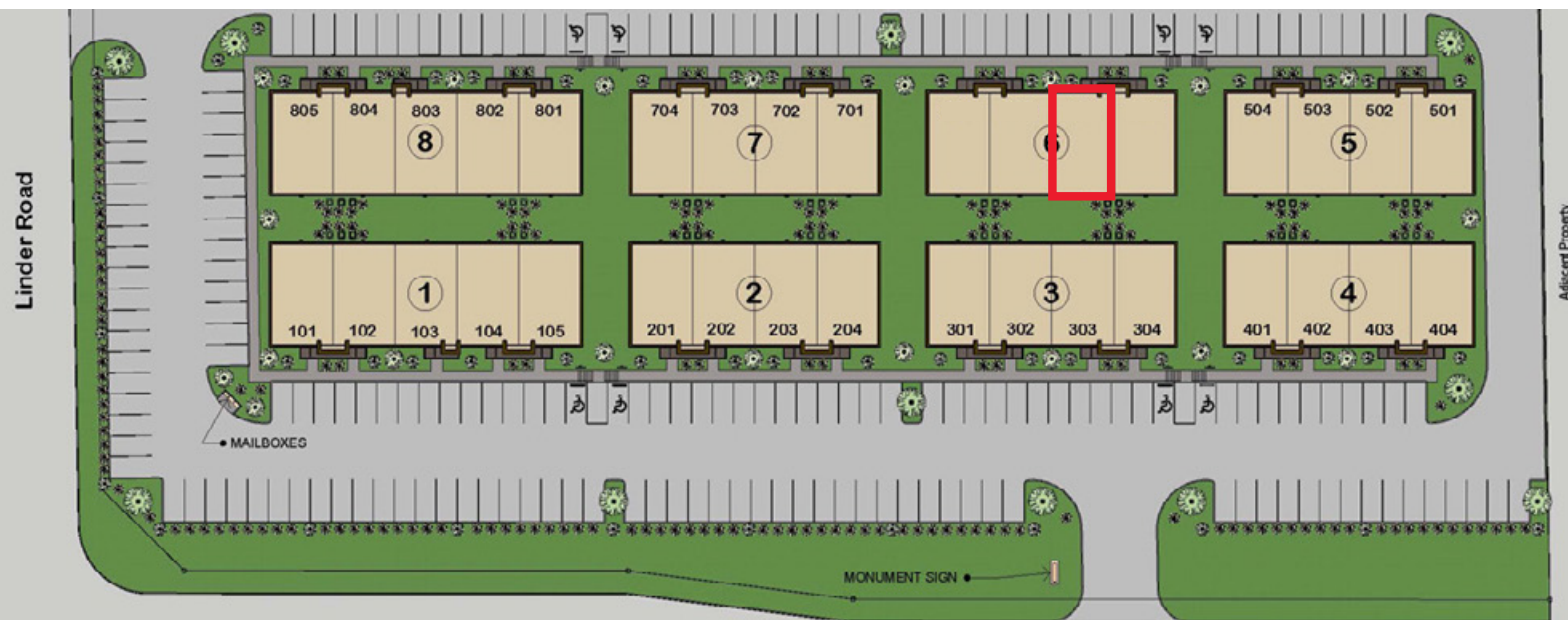 805 804 803 802 801
8
704 703 702 701
7
6
504 503 502 501
5
Linder Road
Adjacent Property
1
101 102 103 104 105
2
201 202 203 204
3
301 302 303 304
4
401 402 403 404
MAILBOXES
MONUMENT SIGN